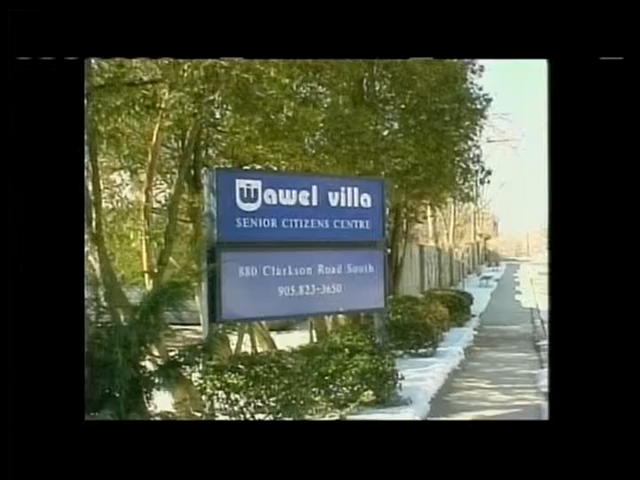 Wawel villa
SENIOR CITIZENS CENTRE
880 Clarkson Road South
905.823-3650